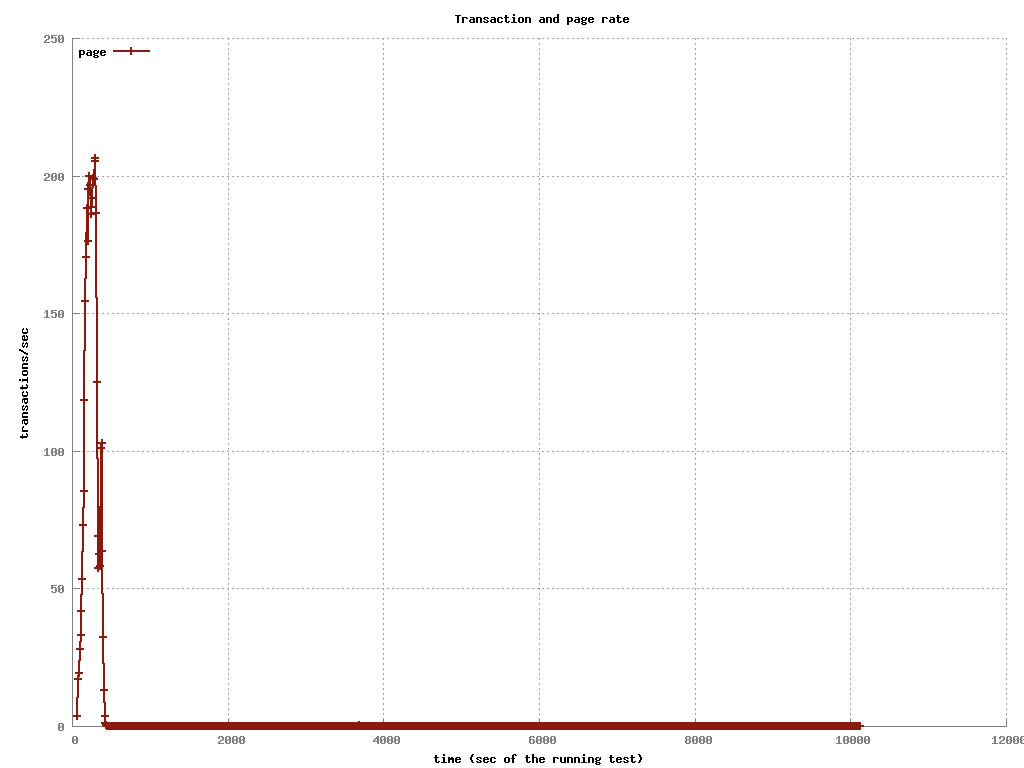 Transaction and page rate
250
page
200
150
100
50
0
transactions/sec
0 2000 4000 6000 8000 10000 12000
time (sec of the running test)